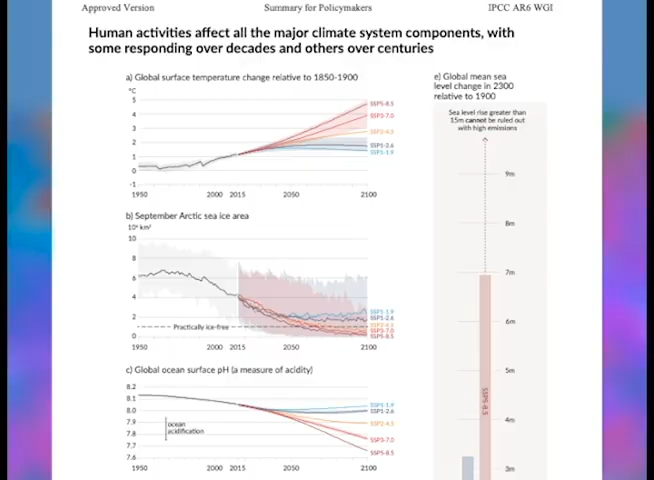 Approved Version
Summary for Policymakers
IPCC AR6 WGI
Human activities affect all the major climate system components, with
some responding over decades and others over centuries
a) Global surface temperature change relative to 1850-1900
°C
5
4
3
2
1
0
-1
1950
2000
2015
2050
2100
SSP5-8.5
SSP3-7.0
SSP2-4.5
SSP1-2.6
SSP1-1.9
b) September Arctic sea ice area
10⁶ km²
10
8
6
4
2
0
Practically ice-free
1950
2000
2015
2050
2100
SSP1-1.9
SSP1-2.6
SSP2-4.5
SSP3-7.0
SSP5-8.5
c) Global ocean surface pH (a measure of acidity)
8.2
8.1
8.0
7.9
7.8
7.7
7.6
ocean
acidification
1950
2000
2015
2050
2100
SSP1-1.9
SSP1-2.6
SSP2-4.5
SSP3-7.0
SSP5-8.5
e) Global mean sea
level change in 2300
relative to 1900
Sea level rise greater than
15m cannot be ruled out
with high emissions
9m
8m
7m
6m
5m
4m
3m
SSP5-8.5